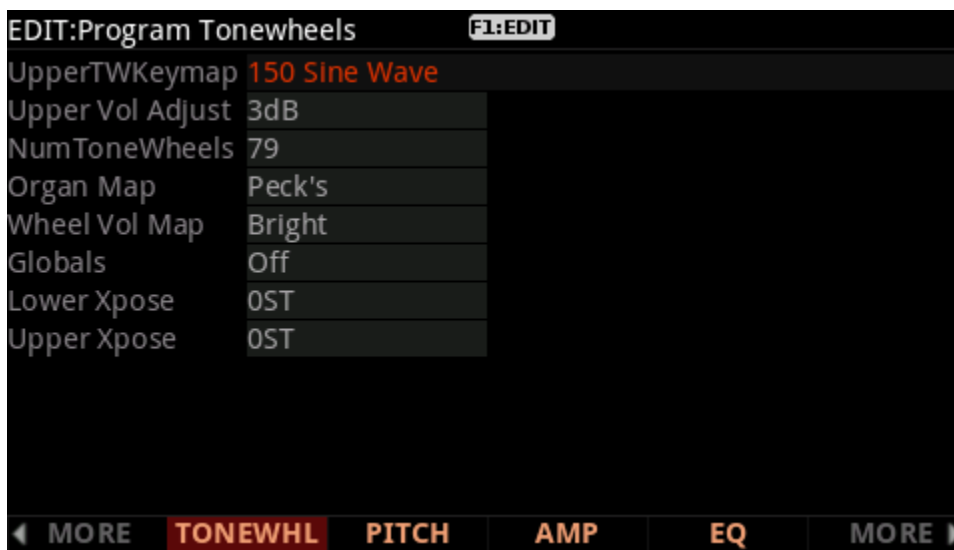 EDIT:Program Tonewheels F1:EDIT
UpperTWKeymap 150 Sine Wave
Upper Vol Adjust 3dB
NumToneWheels 79
Organ Map Peck's
Wheel Vol Map Bright
Globals Off
Lower Xpose 0ST
Upper Xpose 0ST
MORE TONEWHL PITCH AMP EQ MORE